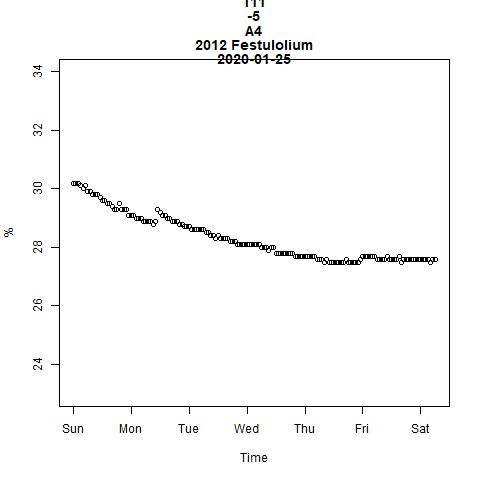 T11
-5
A4
2012 Festulolium
2020-01-25
34
32
30
28
26
24
%
Sun Mon Tue Wed Thu Fri Sat
Time